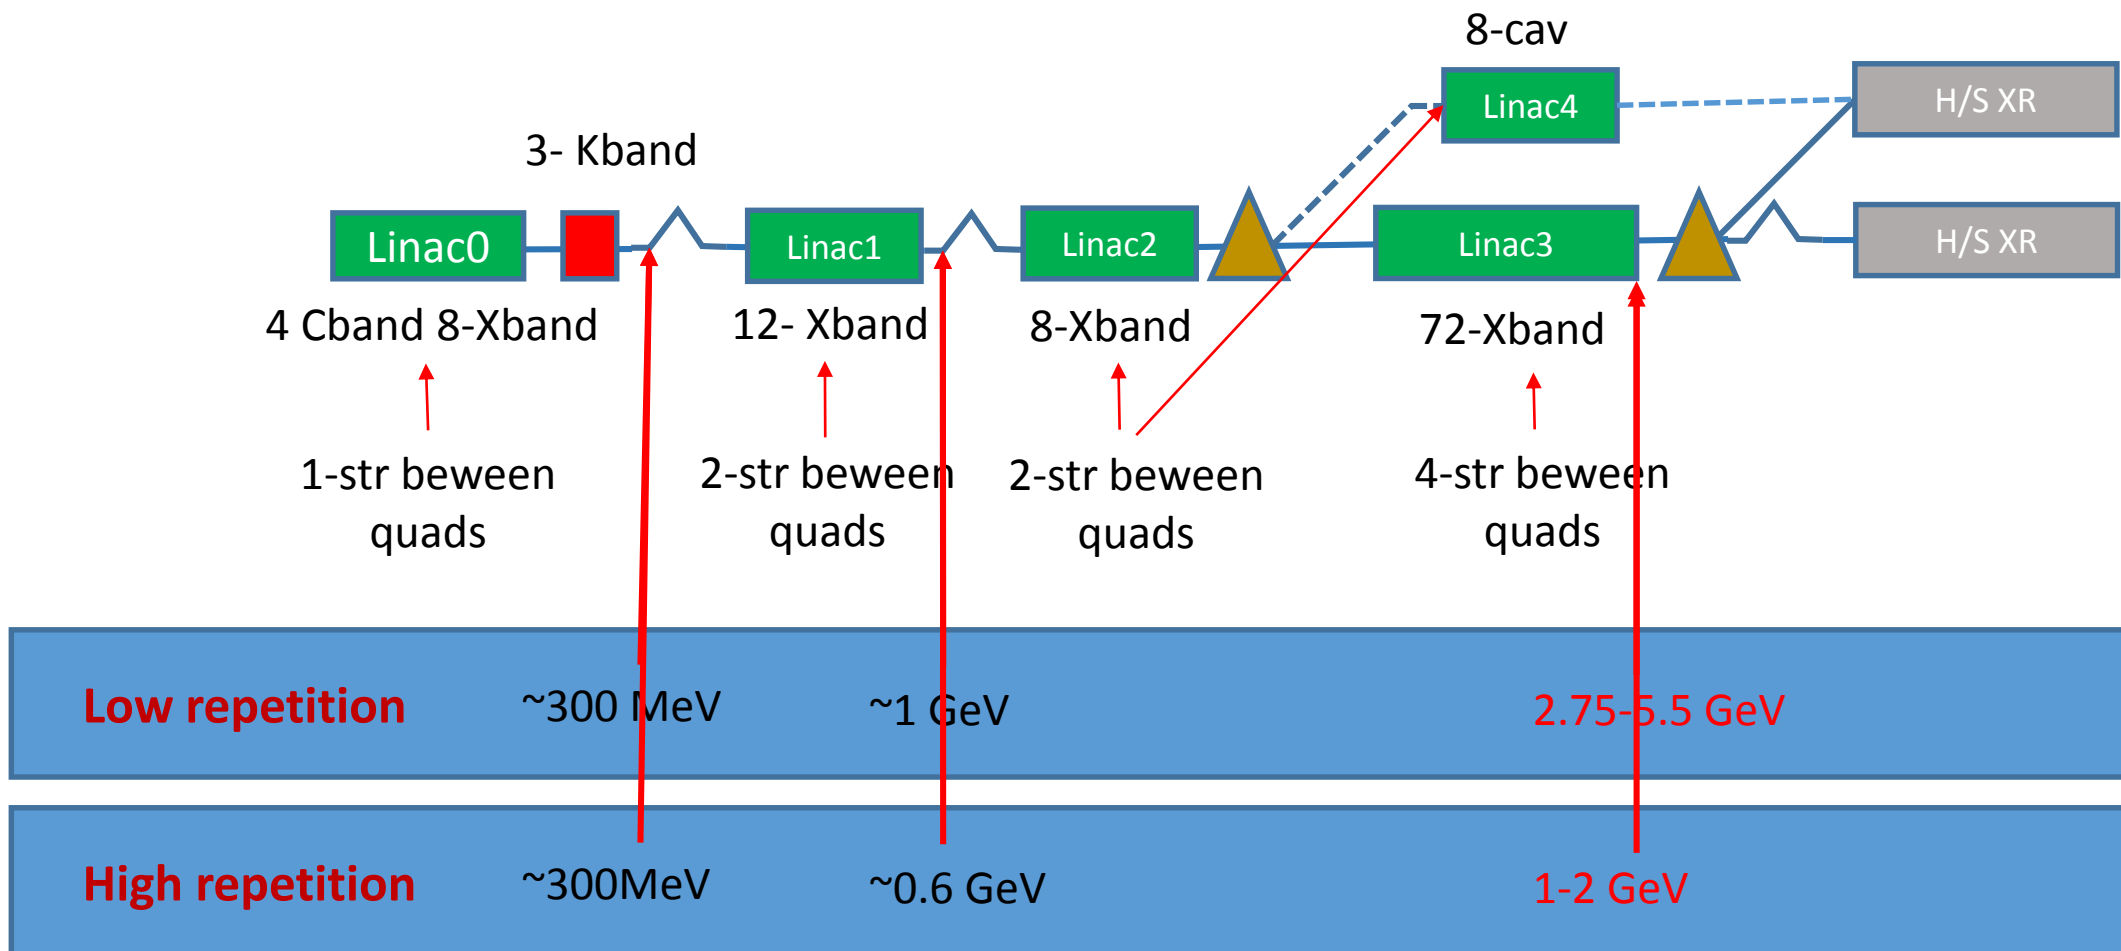 8-cav
Linac4
H/S XR
3- Kband
Linac0
Linac1
Linac2
Linac3
H/S XR
4 Cband 8-Xband
12- Xband
8-Xband
72-Xband
1-str beween
quads
2-str beween
quads
2-str beween
quads
4-str beween
quads
Low repetition
~300 MeV
~1 GeV
2.75-5.5 GeV
High repetition
~300MeV
~0.6 GeV
1-2 GeV